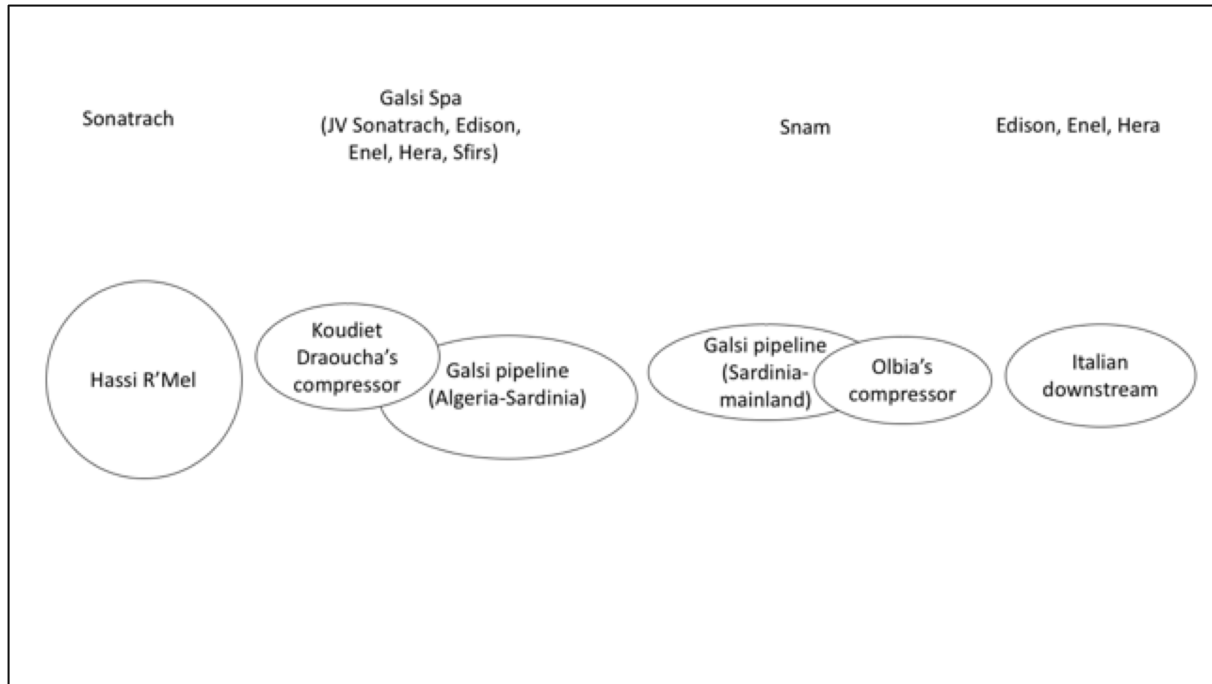 Sonatrach
Galsi Spa
(JV Sonatrach, Edison,
Enel, Hera, Sfirs)
Snam
Edison, Enel, Hera
Hassi R’Mel
Koudiet
Draoucha’s
compressor
Galsi pipeline
(Algeria-Sardinia)
Galsi pipeline
(Sardinia-
mainland)
Olbia’s
compressor
Italian
downstream